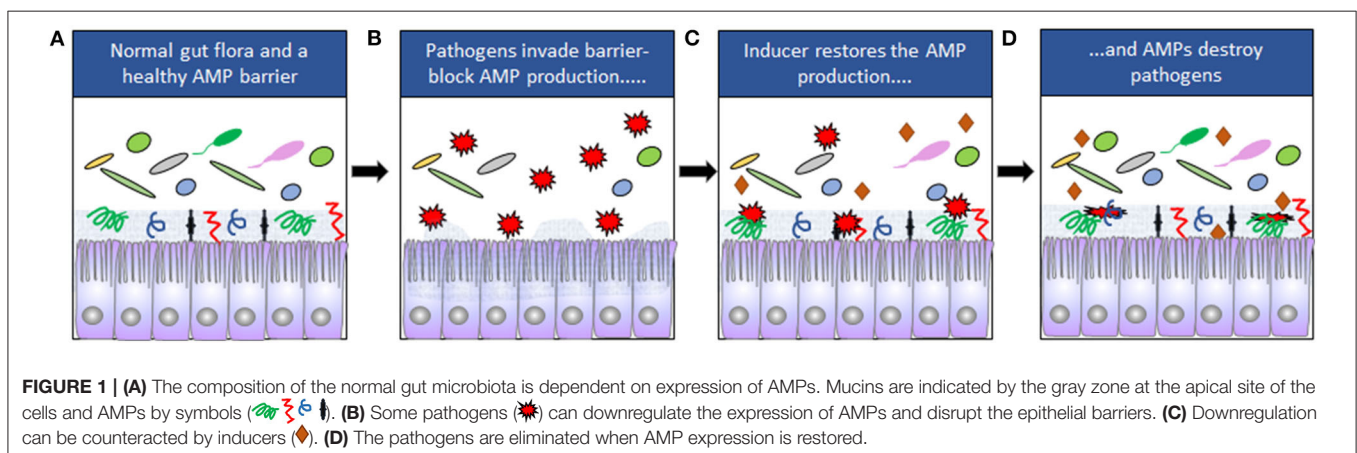 A
Normal gut flora and a
healthy AMP barrier
B
Pathogens invade barrier-
block AMP production.....
C
Inducer restores the AMP
production....
D
...and AMPs destroy
pathogens
FIGURE 1 | (A) The composition of the normal gut microbiota is dependent on expression of AMPs. Mucins are indicated by the gray zone at the apical site of the
cells and AMPs by symbols ( ). (B) Some pathogens ( ) can downregulate the expression of AMPs and disrupt the epithelial barriers. (C) Downregulation
can be counteracted by inducers ( ). (D) The pathogens are eliminated when AMP expression is restored.